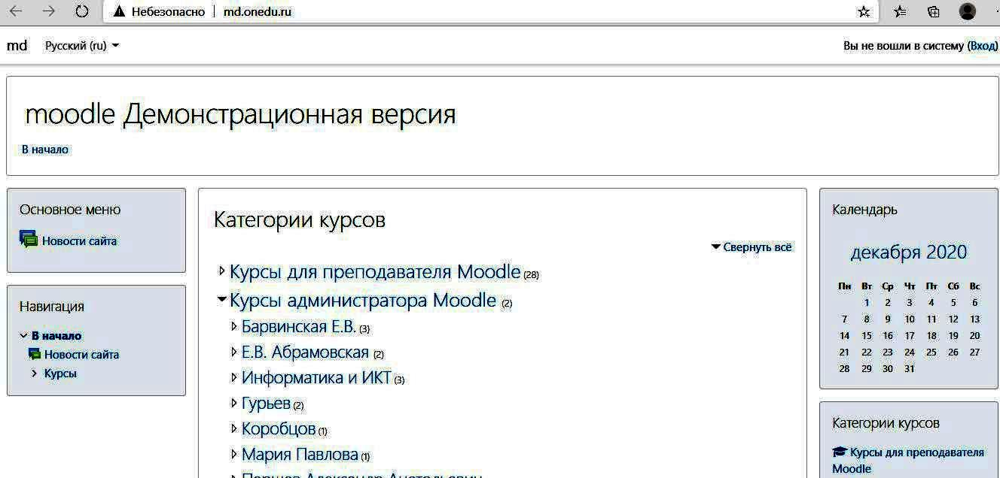 Небезопасно | md.onedu.ru
md Русский (ru) Вы не вошли в систему (Вход)
moodle Демонстрационная версия
В начало
Основное меню
Новости сайта
Навигация
В начало
Новости сайта
Курсы
Категории курсов
Свернуть всё
Курсы для преподавателя Moodle (28)
Курсы администратора Moodle (2)
Барвинская Е.В. (3)
Е.В. Абрамовская (2)
Информатика и ИКТ (3)
Гурьев (2)
Коробцов (1)
Мария Павлова (1)
Календарь
декабря 2020
Пн Вт Ср Чт Пт Сб Вс
1 2 3 4 5 6
7 8 9 10 11 12 13
14 15 16 17 18 19 20
21 22 23 24 25 26 27
28 29 30 31
Категории курсов
Курсы для преподавателя
Moodle